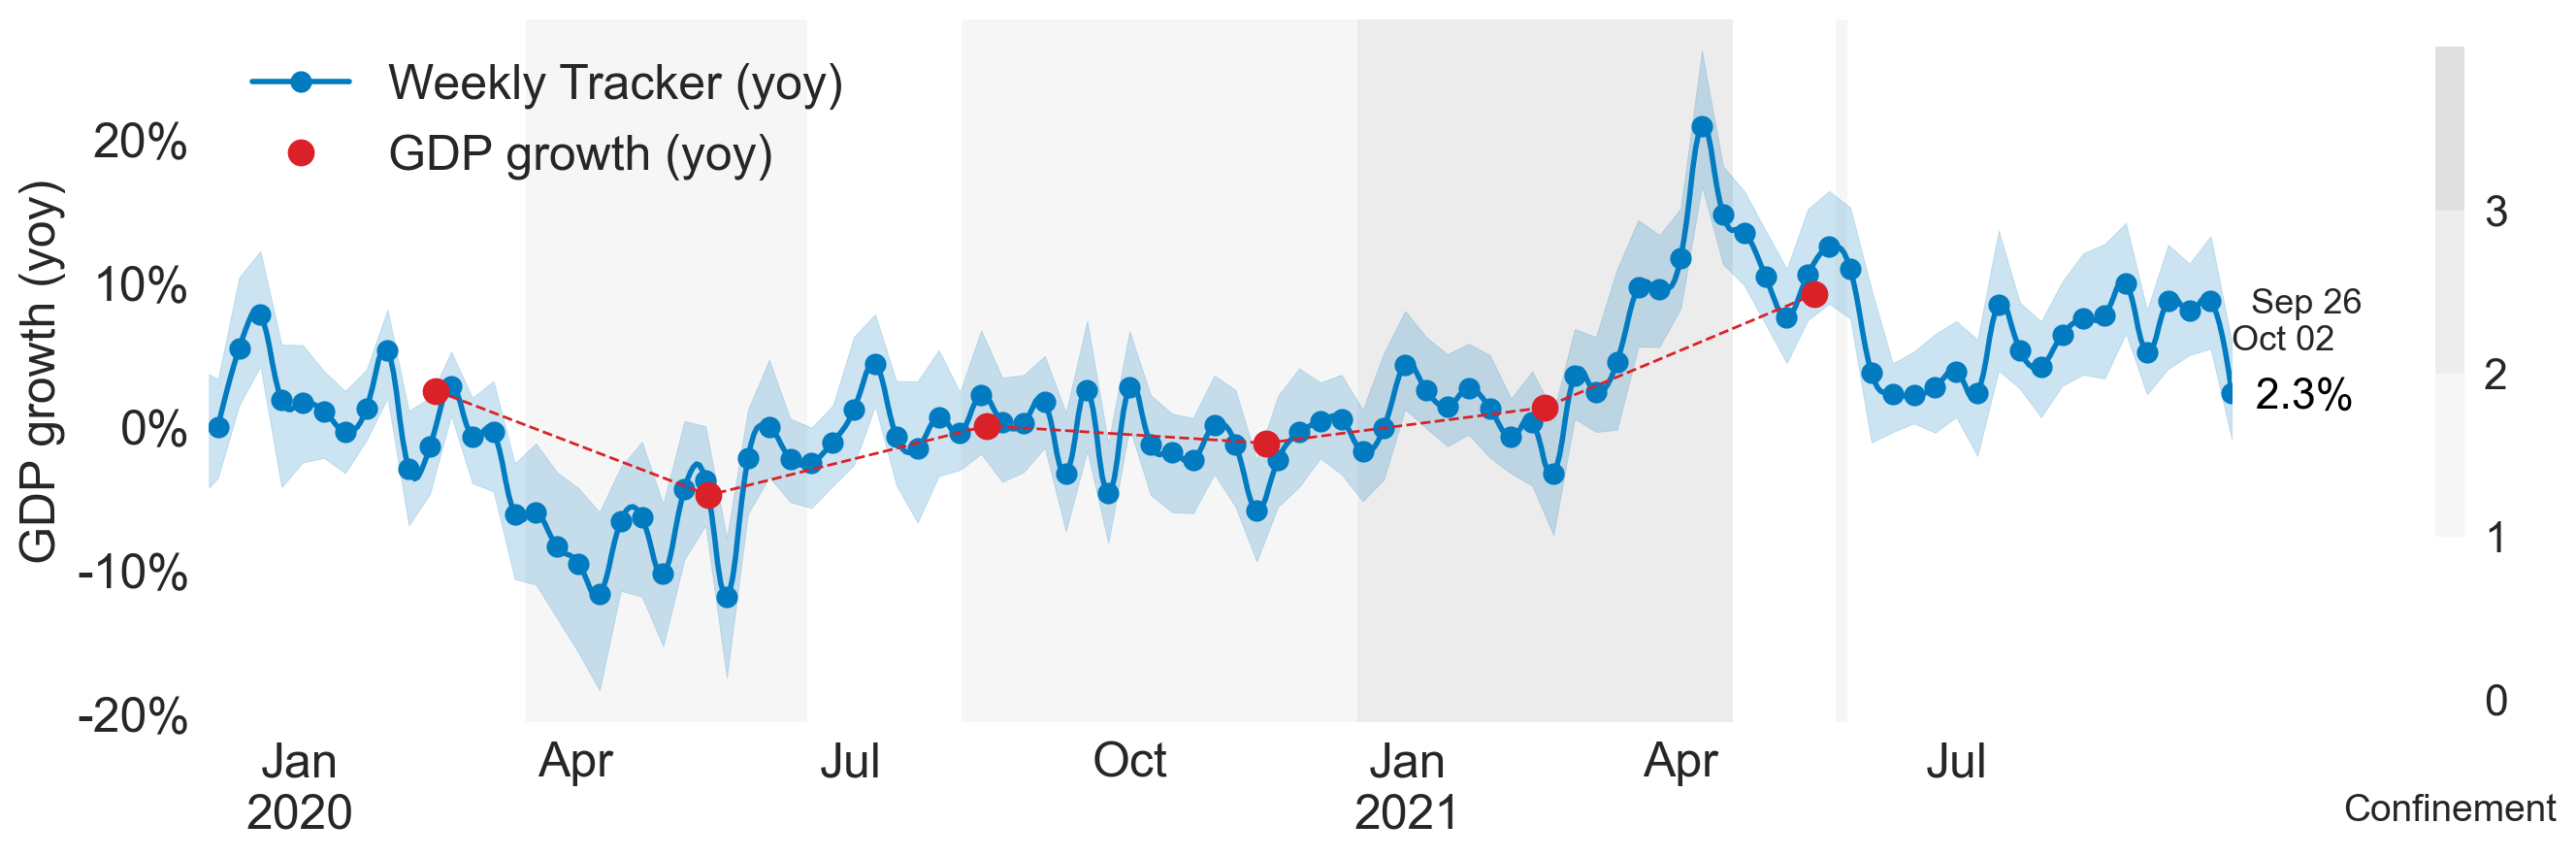 Weekly Tracker (yoy)
GDP growth (yoy)
GDP growth (yoy)
20%
10%
0%
-10%
-20%
Jan
2020
Apr
Jul
Oct
Jan
2021
Apr
Jul
Sep 26
Oct 02
2.3%
3
2
1
0
Confinement